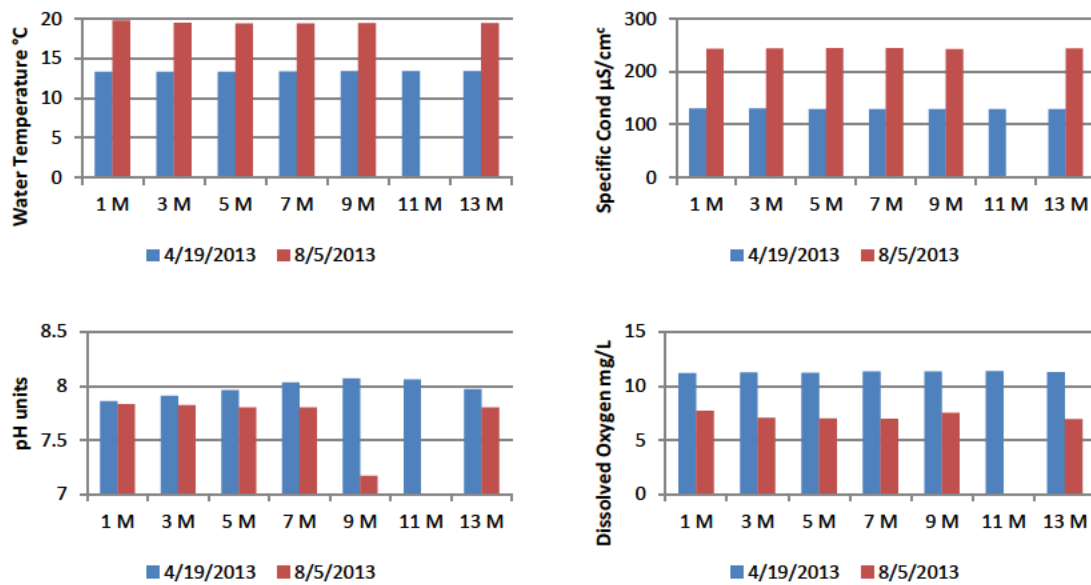 Water Temperature °C
20
15
10
5
0
1 M 3 M 5 M 7 M 9 M 11 M 13 M
4/19/2013 8/5/2013
Specific Cond µS/cmᶜ
300
200
100
0
1 M 3 M 5 M 7 M 9 M 11 M 13 M
4/19/2013 8/5/2013
pH units
8.5
8
7.5
7
1 M 3 M 5 M 7 M 9 M 11 M 13 M
4/19/2013 8/5/2013
Dissolved Oxygen mg/L
15
10
5
0
1 M 3 M 5 M 7 M 9 M 11 M 13 M
4/19/2013 8/5/2013